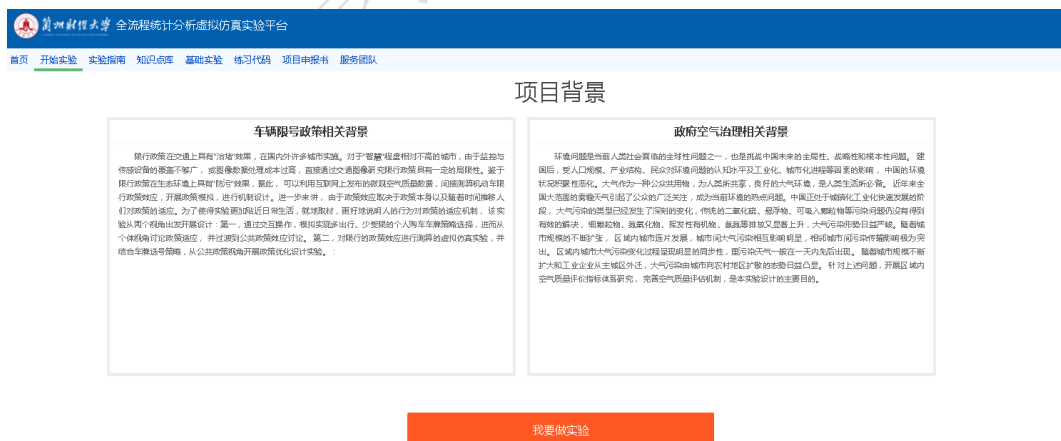 兰州财经大学 全流程统计分析虚拟仿真实验平台
首页 开始实验 实验指南 知识点库 基础实验 练习代码 项目申报书 服务团队
项目背景
车辆限号政策相关背景
限行政策在交通上具有"治堵"效果，在国内外许多城市实施。对于"智慧"程度相对不高的城市，由于监控与
传感设备的覆盖不够广，或图像数据处理成本过高，直接通过交通图像研究限行政策具有一定的局限性。鉴于
限行政策在生态环境上具有"防污"效果，据此，可以利用互联网上发布的微观空气质量数据，间接测算机动车限
行政策效应，开展政策模拟，进行机制设计。进一步来讲，由于政策效应取决于政策本身以及随着时间推移人
们对政策的适应。为了使得实验更加贴近日常生活，就地取材，更好地说明人的行为对政策的适应机制，该实
验从两个视角出发开展设计：第一，通过交互操作，模拟实现多出行、少受限的个人购车车牌策略选择，进而从
个体视角讨论政策适应，并过渡到公共政策效应讨论。第二，对限行的政策效应进行测算的虚拟仿真实验，并
结合车牌选号策略，从公共政策视角开展政策优化设计实验。：
政府空气治理相关背景
环境问题是当前人类社会面临的全球性问题之一，也是挑战中国未来的全局性、战略性和根本性问题。建
国后，受人口规模、产业结构、民众对环境问题的认知水平及工业化、城市化进程等因素的影响，中国的环境
状况积累性恶化。大气作为一种公众共用物，为人类所共享，良好的大气环境，是人类生活所必备。近年来全
国大范围的雾霾天气引起了公众的广泛关注，成为当前环境的热点问题。中国正处于城镇化工业化快速发展的阶
段，大气污染的类型已经发生了深刻的变化，传统的二氧化硫、悬浮物、可吸入颗粒物等污染问题仍没有得到
有效的解决，细颗粒物、氮氧化物、挥发性有机物、氨氮等排放又显着上升，大气污染形势日益严峻。随着城
市规模的不断扩张，区域内城市连片发展，城市间大气污染相互影响明显，相邻城市间污染传输影响极为突
出。区域内城市大气污染变化过程呈现明显的同步性，重污染天气一般在一天内先后出现。随着城市规模不断
扩大和工业企业从主城区外迁，大气污染由城市向农村地区扩散的态势日益凸显。针对上述问题，开展区域内
空气质量评价指标体系研究，完善空气质量评估机制，是本实验设计的主要目的。
我要做实验